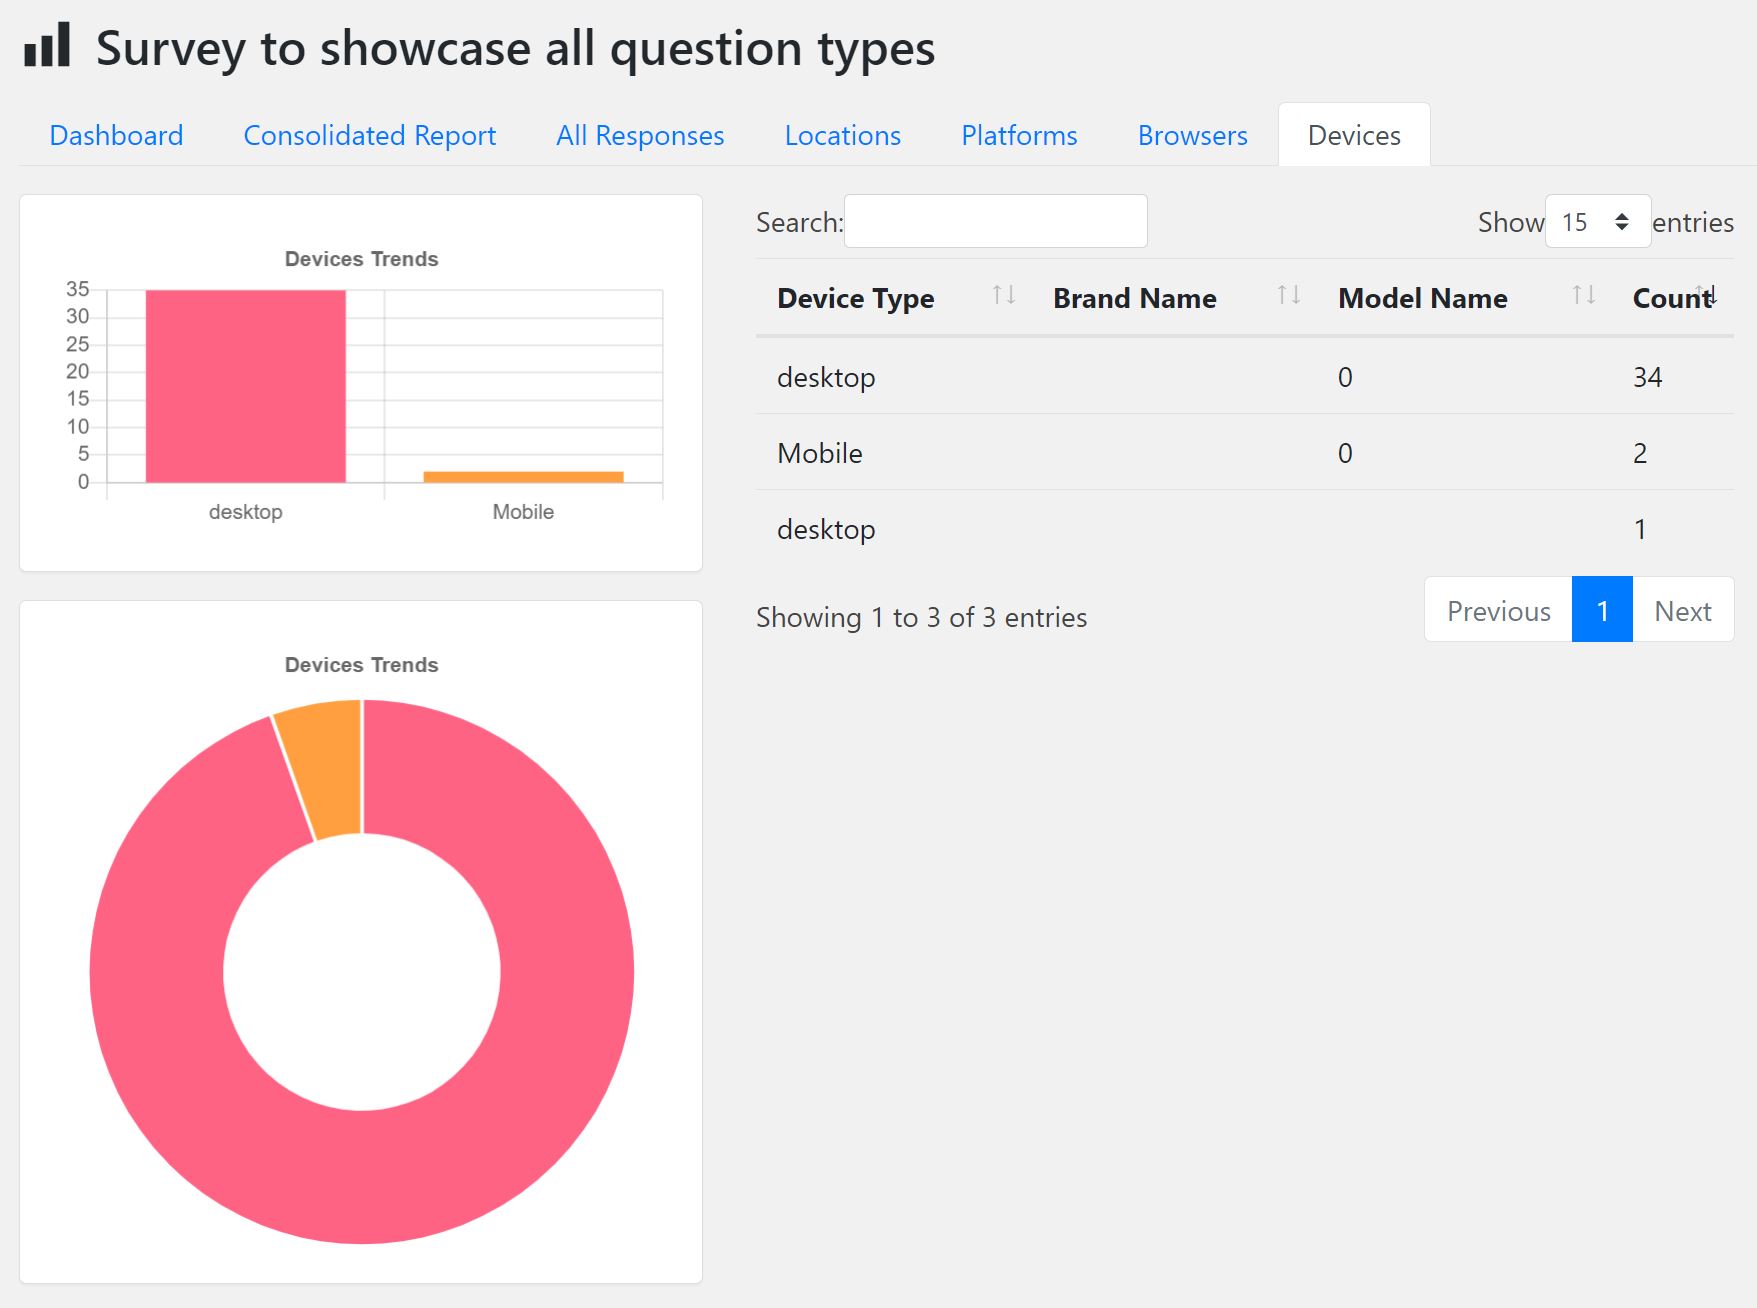 Survey to showcase all question types
Dashboard Consolidated Report All Responses Locations Platforms Browsers Devices
Devices Trends
35
30
25
20
15
10
5
0
desktop Mobile
Devices Trends
Search: Show 15 entries
Device Type Brand Name Model Name Count
desktop 0 34
Mobile 0 2
desktop 1
Showing 1 to 3 of 3 entries
Previous 1 Next